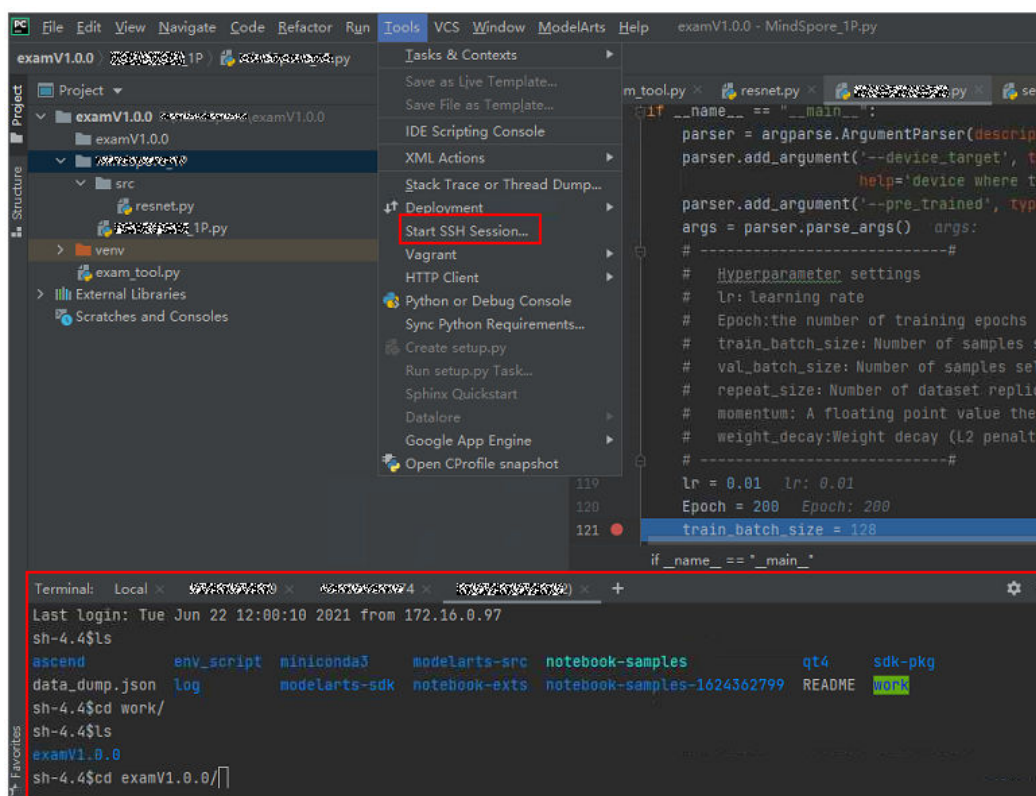 PC File Edit View Navigate Code Refactor Run Tools VCS Window ModelArts Help examV1.0.0 - MindSpore_1P.py
examV1.0.0 1P .py
Project
Project
Structure
Favorites
examV1.0.0 examV1.0.0
examV1.0.0
src
resnet.py
_1P.py
venv
exam_tool.py
External Libraries
Scratches and Consoles
Tasks & Contexts
Save as Live Template...
Save File as Template...
IDE Scripting Console
XML Actions
Stack Trace or Thread Dump...
Deployment
Start SSH Session...
Vagrant
HTTP Client
Python or Debug Console
Sync Python Requirements...
Create setup.py
Run setup.py Task...
Sphinx Quickstart
Datalore
Google App Engine
Open CProfile snapshot
m_tool.py resnet.py .py se
if __name__ == "__main__":
parser = argparse.ArgumentParser(descrip
parser.add_argument('--device_target', t
help='device where t
parser.add_argument('--pre_trained', typ
args = parser.parse_args() args:
# ---------------------------#
# Hyperparameter settings
# lr: learning rate
# Epoch:the number of training epochs
# train_batch_size: Number of samples s
# val_batch_size: Number of samples sel
# repeat_size: Number of dataset replic
# momentum: A floating point value the
# weight_decay:Weight decay (L2 penalt
# ---------------------------#
119 lr = 0.01 lr: 0.01
120 Epoch = 200 Epoch: 200
121 train_batch_size = 128
if __name__ == "__main__"
Terminal: Local 9 74 2) +
Last login: Tue Jun 22 12:00:10 2021 from 172.16.0.97
sh-4.4$ls
ascend env_script miniconda3 modelarts-src notebook-samples qt4 sdk-pkg
data_dump.json log modelarts-sdk notebook-exts notebook-samples-1624362799 README work
sh-4.4$cd work/
sh-4.4$ls
examV1.0.0
sh-4.4$cd examV1.0.0/